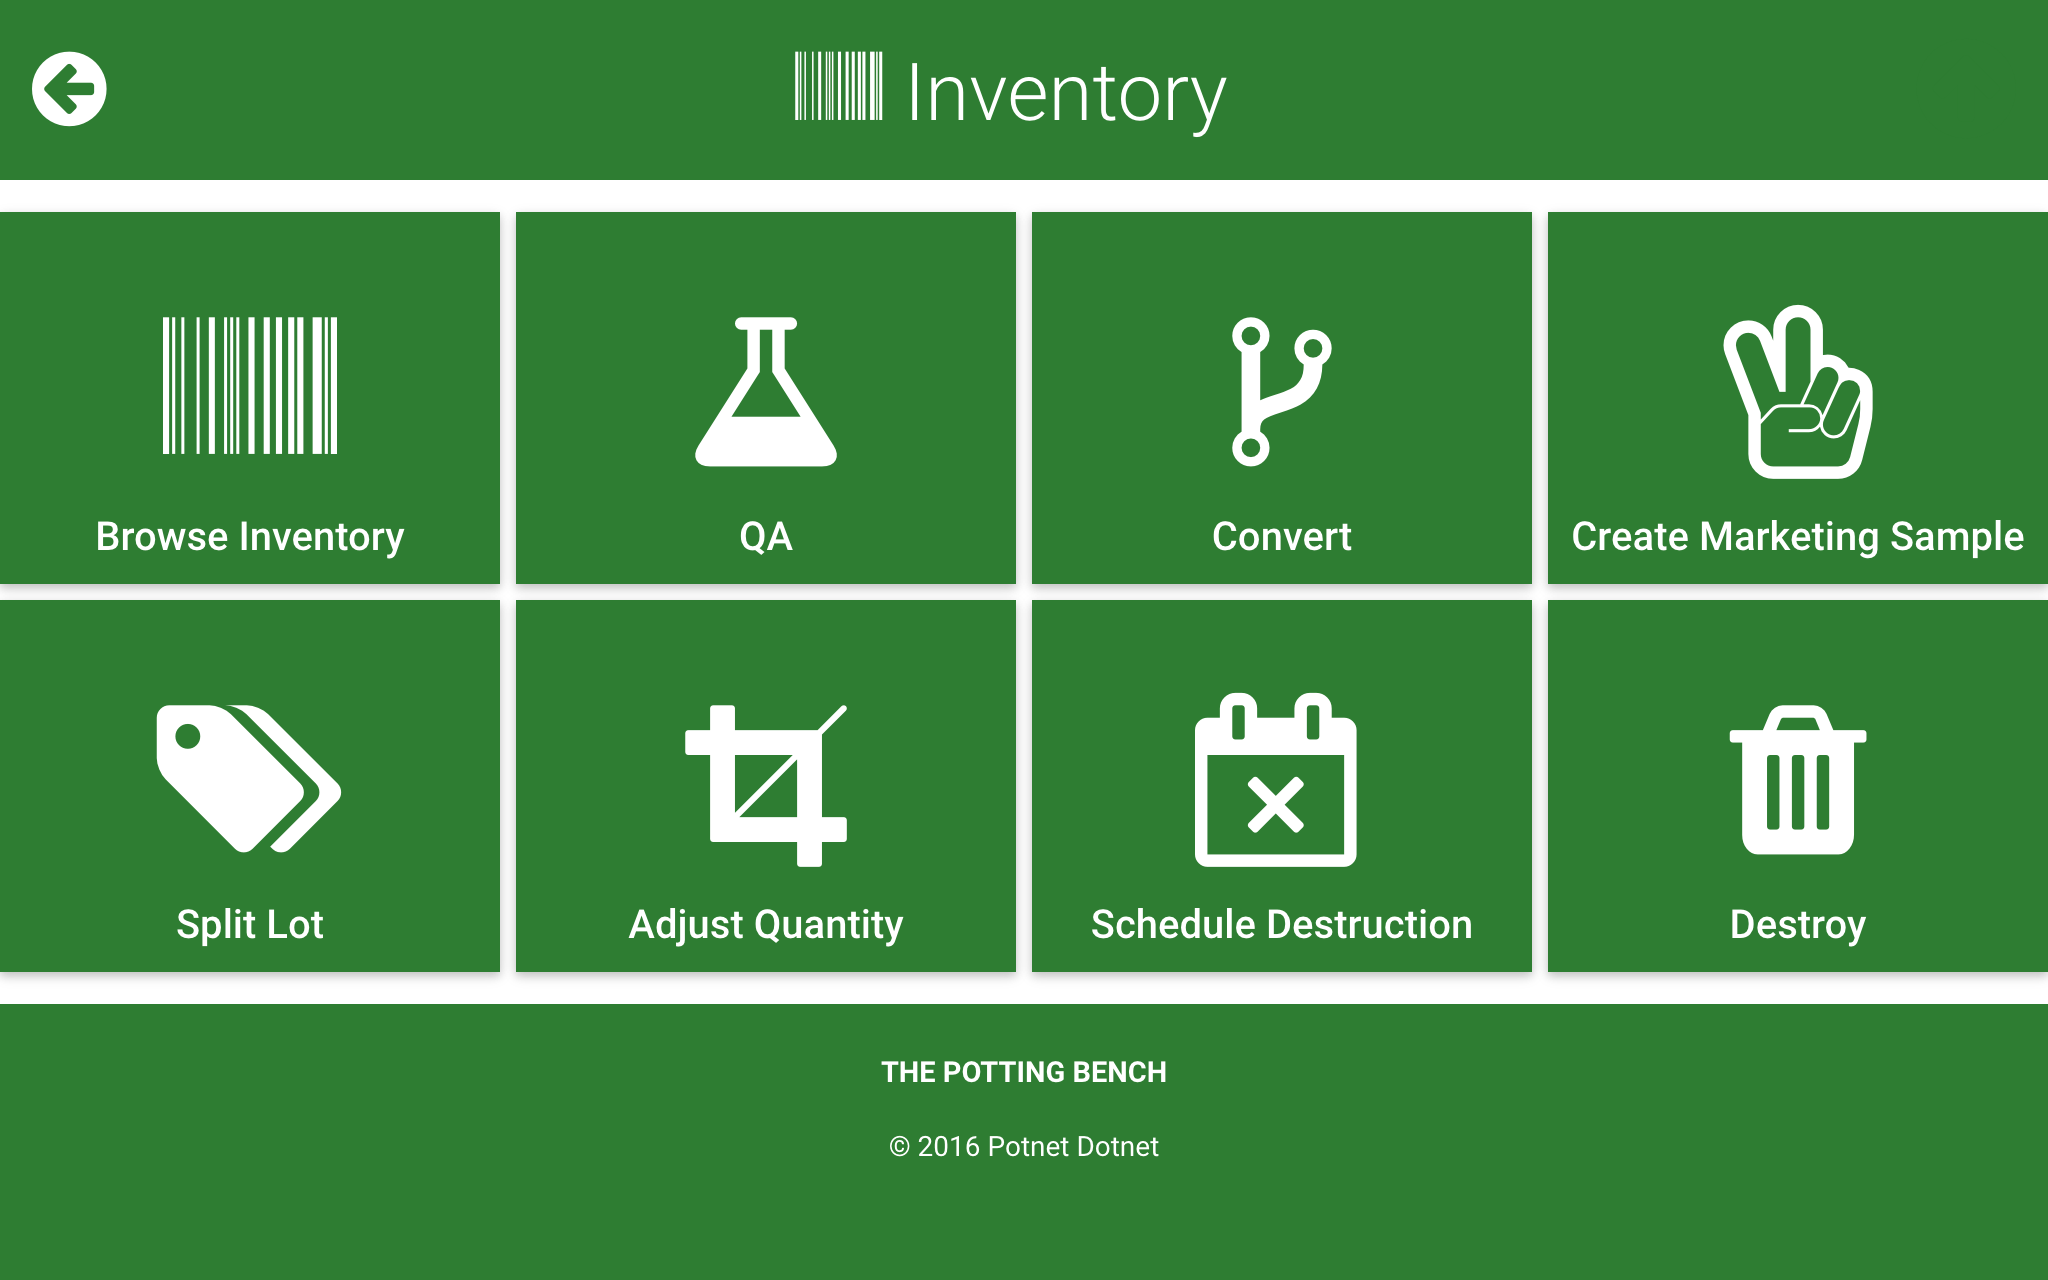 Inventory
Browse Inventory
QA
Convert
Create Marketing Sample
Split Lot
Adjust Quantity
Schedule Destruction
Destroy
THE POTTING BENCH
© 2016 Potnet Dotnet